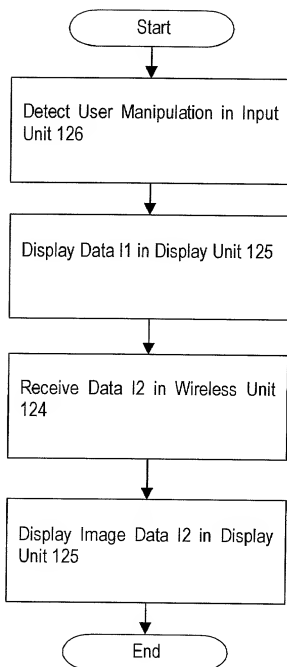 Start
Detect User Manipulation in Input
Unit 126
Display Data I1 in Display Unit 125
Receive Data I2 in Wireless Unit
124
Display Image Data I2 in Display
Unit 125
End